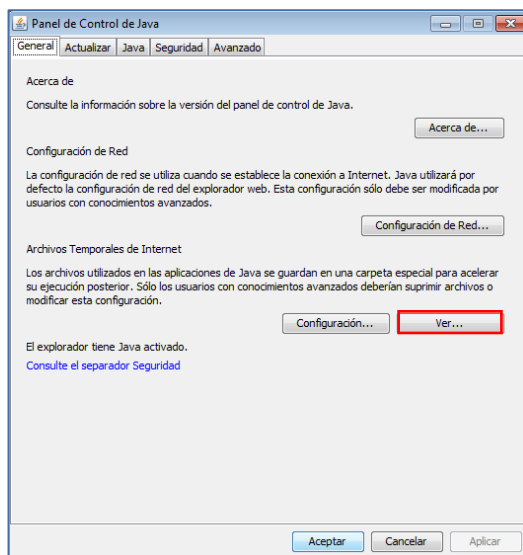 Panel de Control de Java
General Actualizar Java Seguridad Avanzado
Acerca de
Consulte la información sobre la versión del panel de control de Java.
Acerca de...
Configuración de Red
La configuración de red se utiliza cuando se establece la conexión a Internet. Java utilizará por
defecto la configuración de red del explorador web. Esta configuración sólo debe ser modificada por
usuarios con conocimientos avanzados.
Configuración de Red...
Archivos Temporales de Internet
Los archivos utilizados en las aplicaciones de Java se guardan en una carpeta especial para acelerar
su ejecución posterior. Sólo los usuarios con conocimientos avanzados deberían suprimir archivos o
modificar esta configuración.
Configuración... Ver...
El explorador tiene Java activado.
Consulte el separador Seguridad
Aceptar Cancelar Aplicar